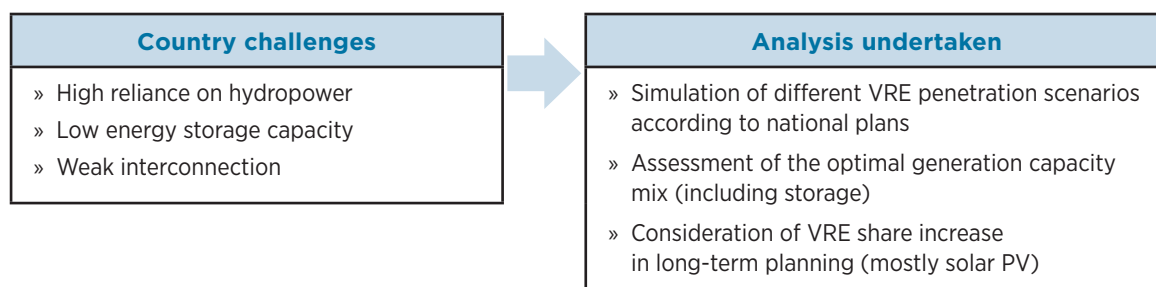 Country challenges
» High reliance on hydropower
» Low energy storage capacity
» Weak interconnection
Analysis undertaken
» Simulation of different VRE penetration scenarios
according to national plans
» Assessment of the optimal generation capacity
mix (including storage)
» Consideration of VRE share increase
in long-term planning (mostly solar PV)